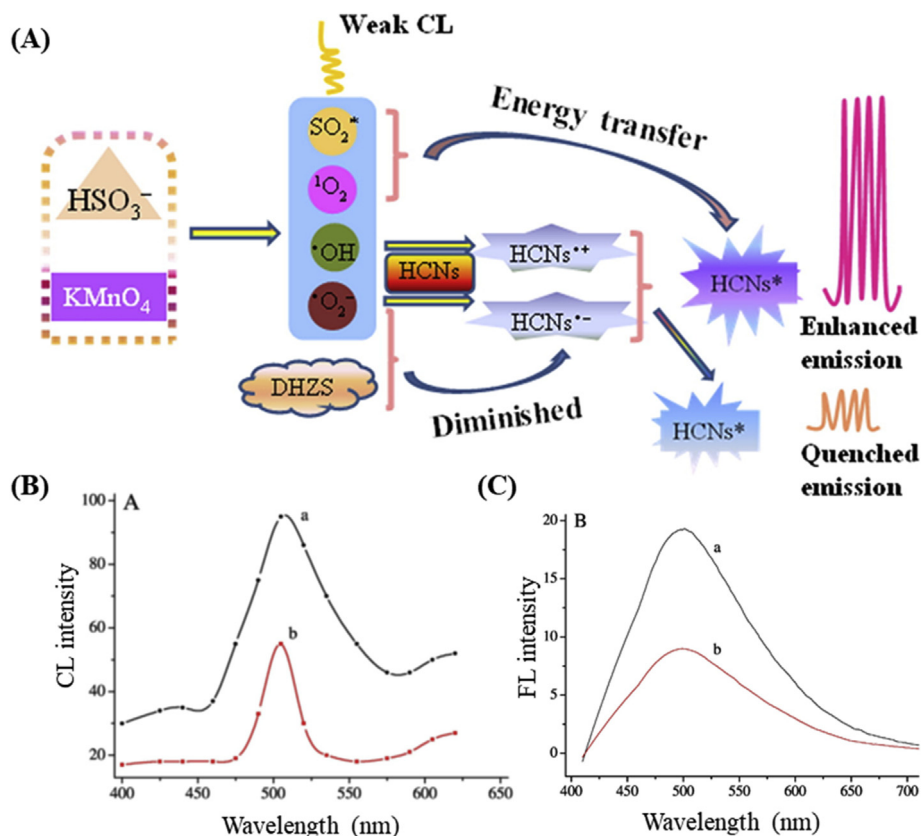 (A)
Weak CL
Energy transfer
SO₂*
¹O₂
•OH
•O₂⁻
HSO₃⁻
KMnO₄
HCNs
HCNs•+
HCNs•−
HCNs*
Enhanced
emission
DHZS
Diminished
HCNs*
Quenched
emission
(B)
A
a
b
CL intensity
100
80
60
40
20
400 450 500 550 600 650
Wavelength (nm)
(C)
B
a
b
FL intensity
20
15
10
5
0
400 450 500 550 600 650 700
Wavelength (nm)